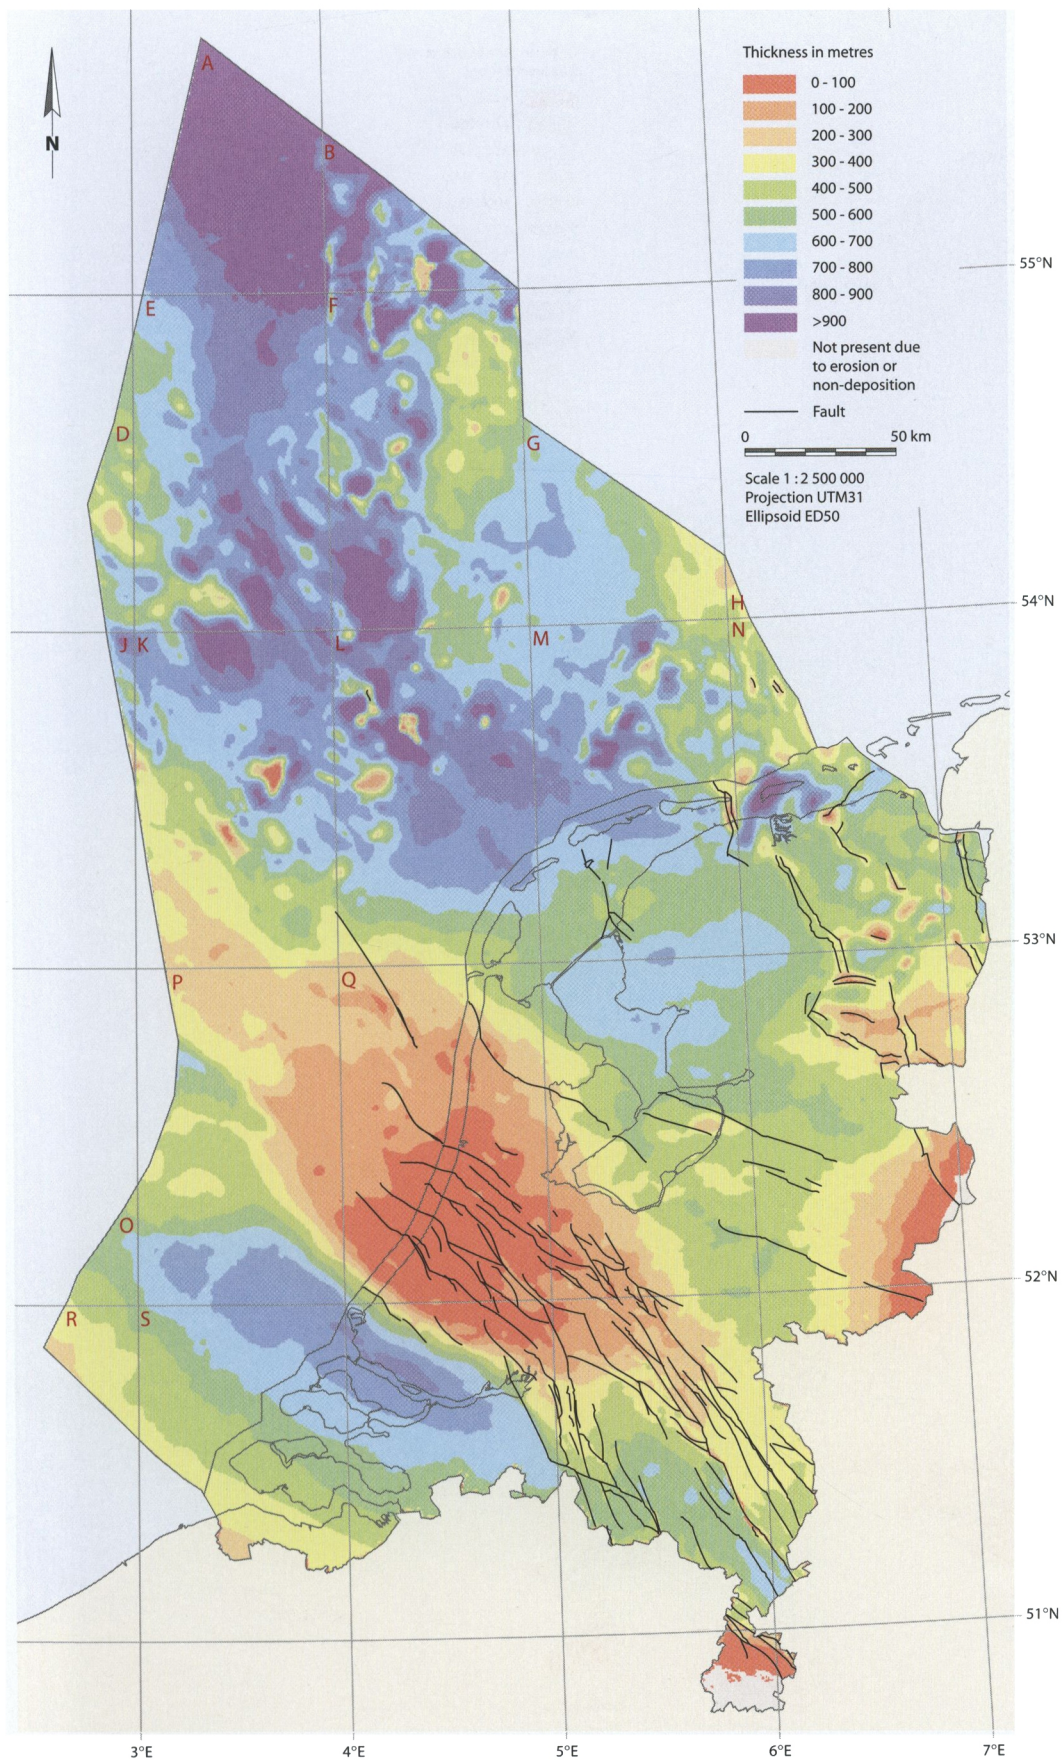 Thickness in metres
0 - 100
100 - 200
200 - 300
300 - 400
400 - 500
500 - 600
600 - 700
700 - 800
800 - 900
>900
Not present due
to erosion or
non-deposition
Fault
0 50 km
Scale 1 : 2 500 000
Projection UTM31
Ellipsoid ED50
N
A
B
E
F
D
G
H
J K
L
M
N
P
Q
O
R
S
55°N
54°N
53°N
52°N
51°N
3°E
4°E
5°E
6°E
7°E